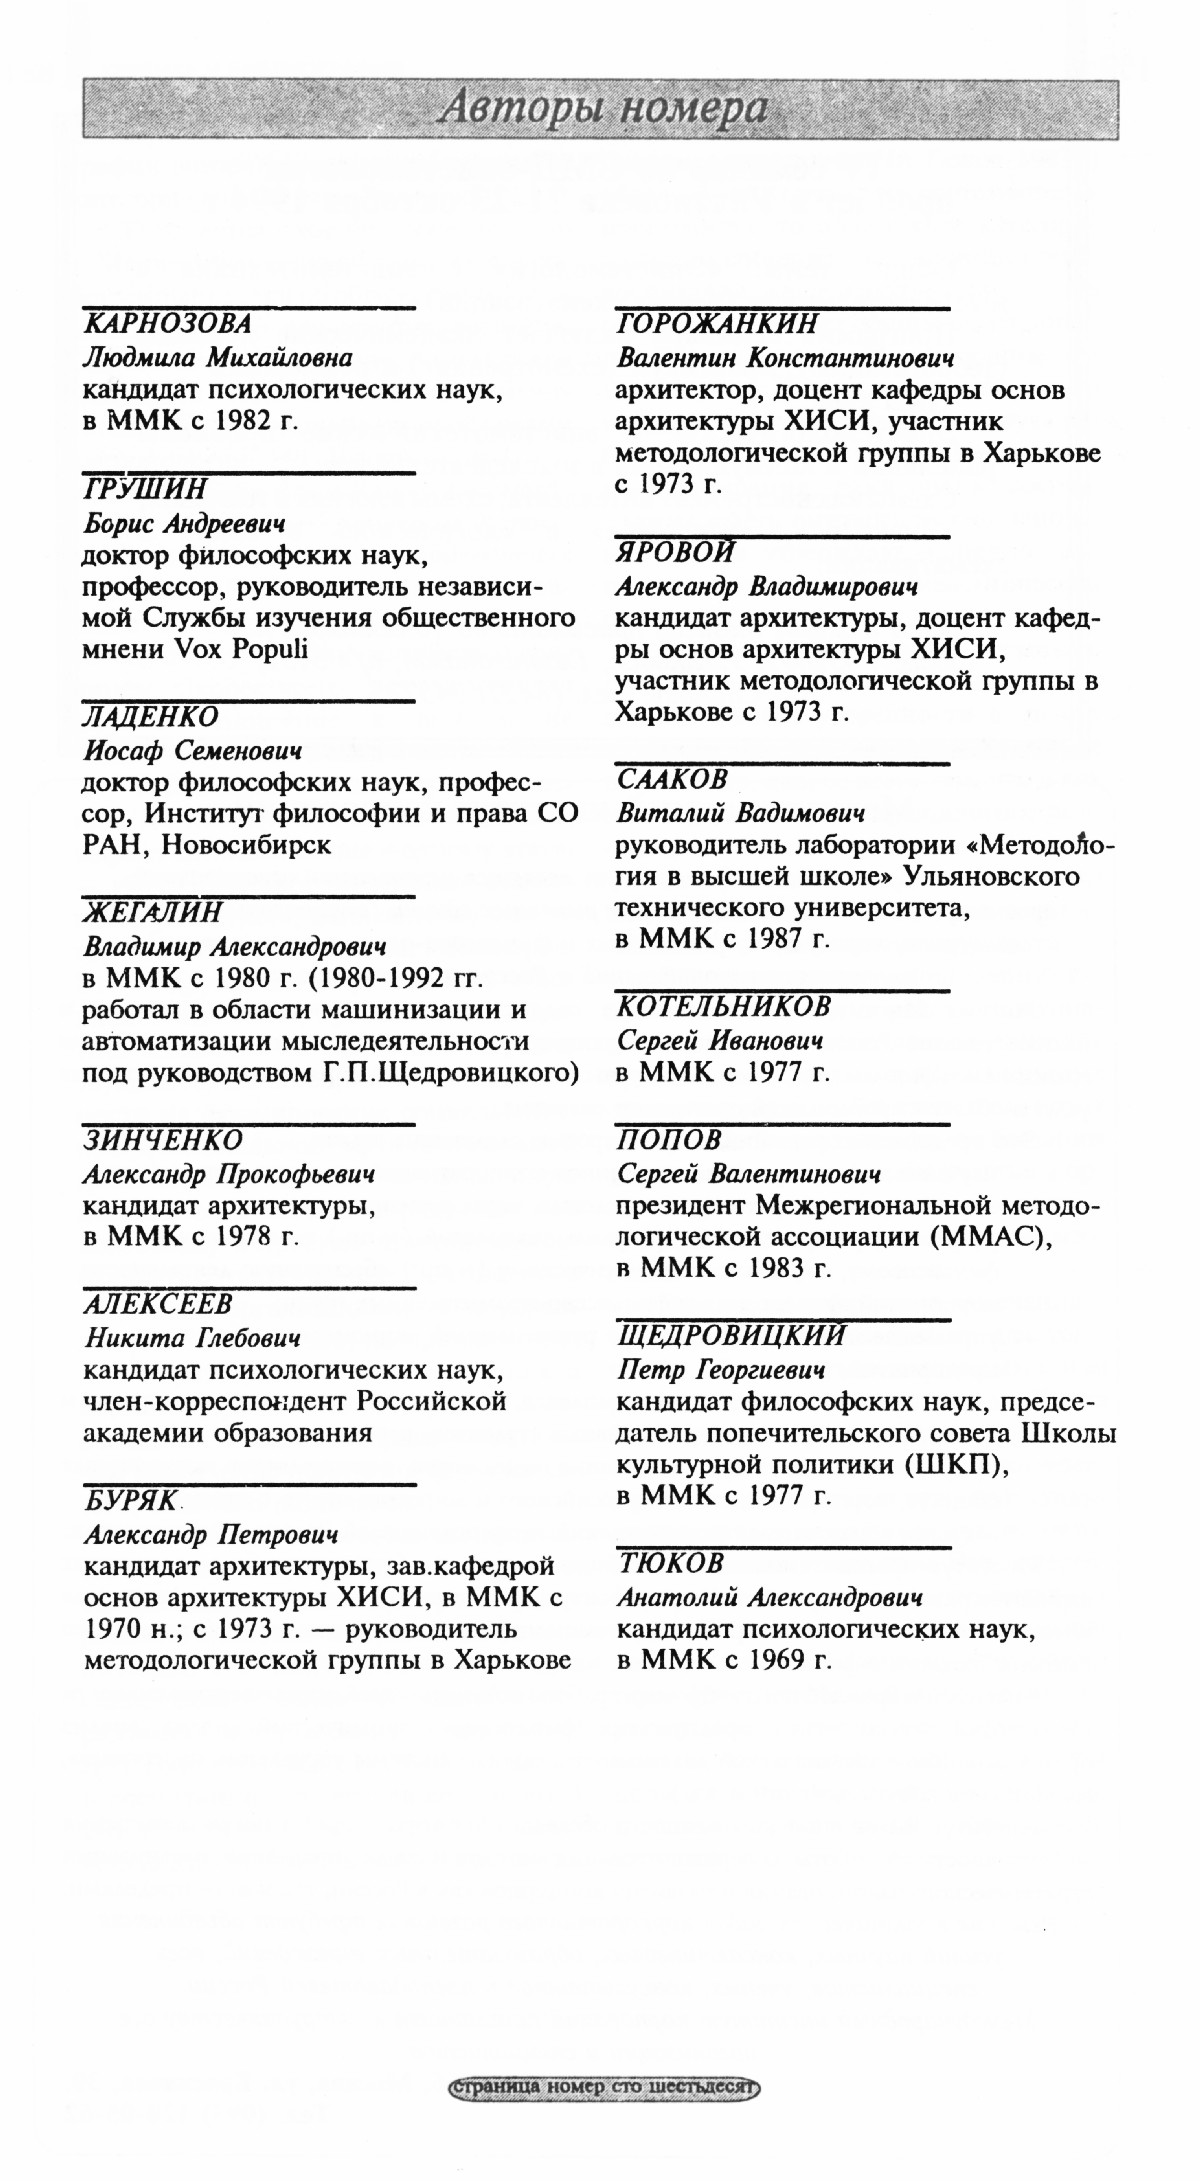 Авторы номера
КАРНОЗОВА
Людмила Михайловна
кандидат психологических наук,
в ММК с 1982 г.
ГРУШИН
Борис Андреевич
доктор философских наук,
профессор, руководитель независи-
мой Службы изучения общественного
мнени Vox Populi
ЛАДЕНКО
Иосаф Семенович
доктор философских наук, профес-
сор, Институт философии и права СО
РАН, Новосибирск
ЖЕГАЛИН
Владимир Александрович
в ММК с 1980 г. (1980-1992 гг.
работал в области машинизации и
автоматизации мыследеятельности
под руководством Г.П.Щедровицкого)
ЗИНЧЕНКО
Александр Прокофьевич
кандидат архитектуры,
в ММК с 1978 г.
АЛЕКСЕЕВ
Никита Глебович
кандидат психологических наук,
член-корреспондент Российской
академии образования
БУРЯК
Александр Петрович
кандидат архитектуры, зав.кафедрой
основ архитектуры ХИСИ, в ММК с
1970 н.; с 1973 г. — руководитель
методологической группы в Харькове
ГОРОЖАНКИН
Валентин Константинович
архитектор, доцент кафедры основ
архитектуры ХИСИ, участник
методологической группы в Харькове
с 1973 г.
ЯРОВОЙ
Александр Владимирович
кандидат архитектуры, доцент кафед-
ры основ архитектуры ХИСИ,
участник методологической группы в
Харькове с 1973 г.
СААКОВ
Виталий Вадимович
руководитель лаборатории «Методоло-
гия в высшей школе» Ульяновского
технического университета,
в ММК с 1987 г.
КОТЕЛЬНИКОВ
Сергей Иванович
в ММК с 1977 г.
ПОПОВ
Сергей Валентинович
президент Межрегиональной методо-
логической ассоциации (ММАС),
в ММК с 1983 г.
ЩЕДРОВИЦКИЙ
Петр Георгиевич
кандидат философских наук, предсе-
датель попечительского совета Школы
культурной политики (ШКП),
в ММК с 1977 г.
ТЮКОВ
Анатолий Александрович
кандидат психологических наук,
в ММК с 1969 г.
страница номер сто шестьдесят